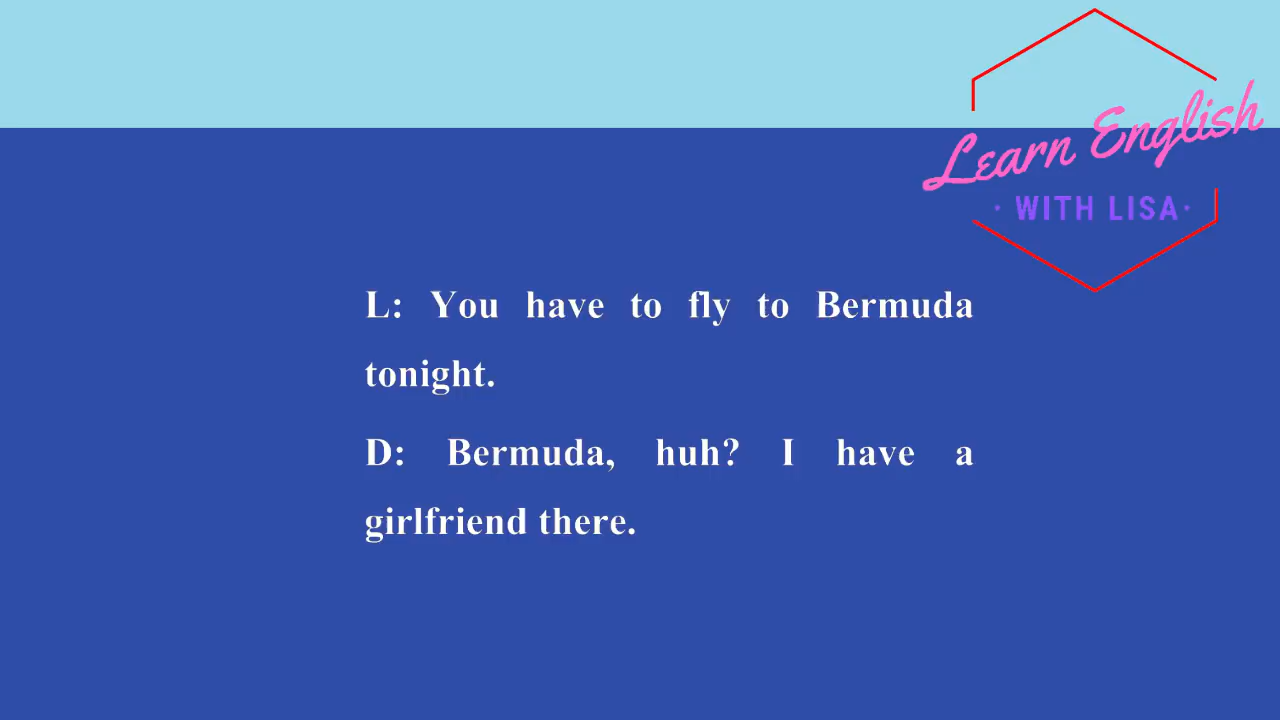 Learn English
· WITH LISA ·
L: You have to fly to Bermuda
tonight.
D: Bermuda, huh? I have a
girlfriend there.